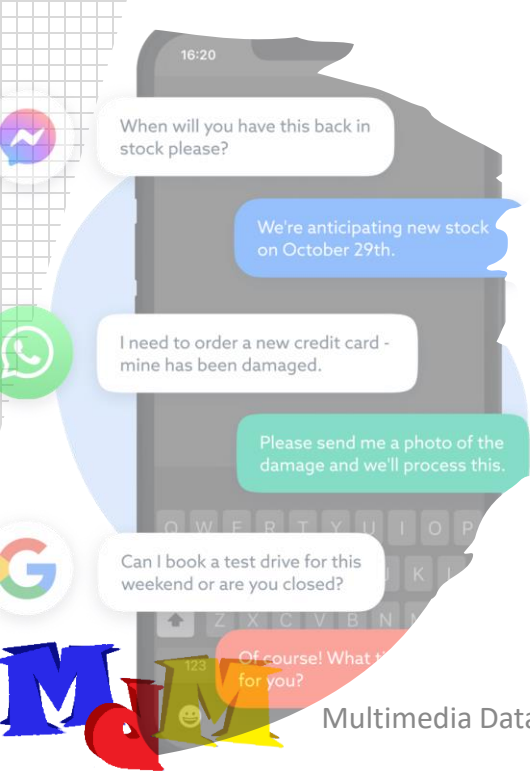 16:20
When will you have this back in
stock please?
We're anticipating new stock
on October 29th.
I need to order a new credit card -
mine has been damaged.
Please send me a photo of the
damage and we'll process this.
Q W E R T Y U I O P
K
Can I book a test drive for this
weekend or are you closed?
Z X C V B N
123
Of course! What
for you?
MdM
Multimedia Data